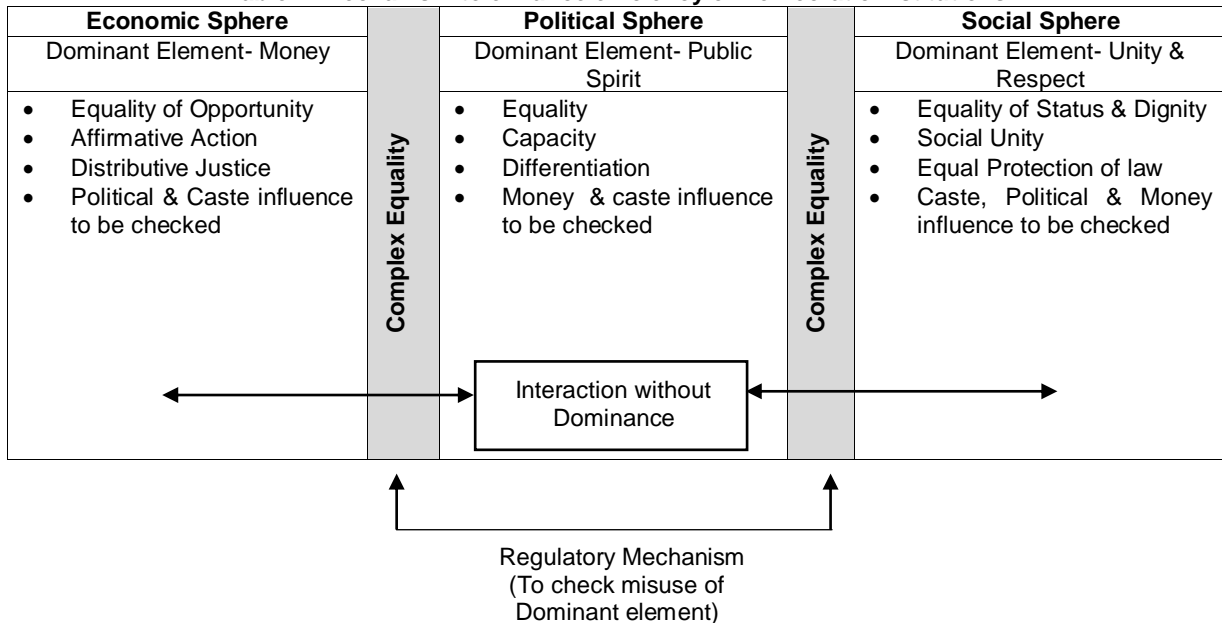 Economic Sphere
Dominant Element- Money
• Equality of Opportunity
• Affirmative Action
• Distributive Justice
• Political & Caste influence
to be checked
Complex Equality
Political Sphere
Dominant Element- Public
Spirit
• Equality
• Capacity
• Differentiation
• Money & caste influence
to be checked
Interaction without
Dominance
Complex Equality
Social Sphere
Dominant Element- Unity &
Respect
• Equality of Status & Dignity
• Social Unity
• Equal Protection of law
• Caste, Political & Money
influence to be checked
Regulatory Mechanism
(To check misuse of
Dominant element)